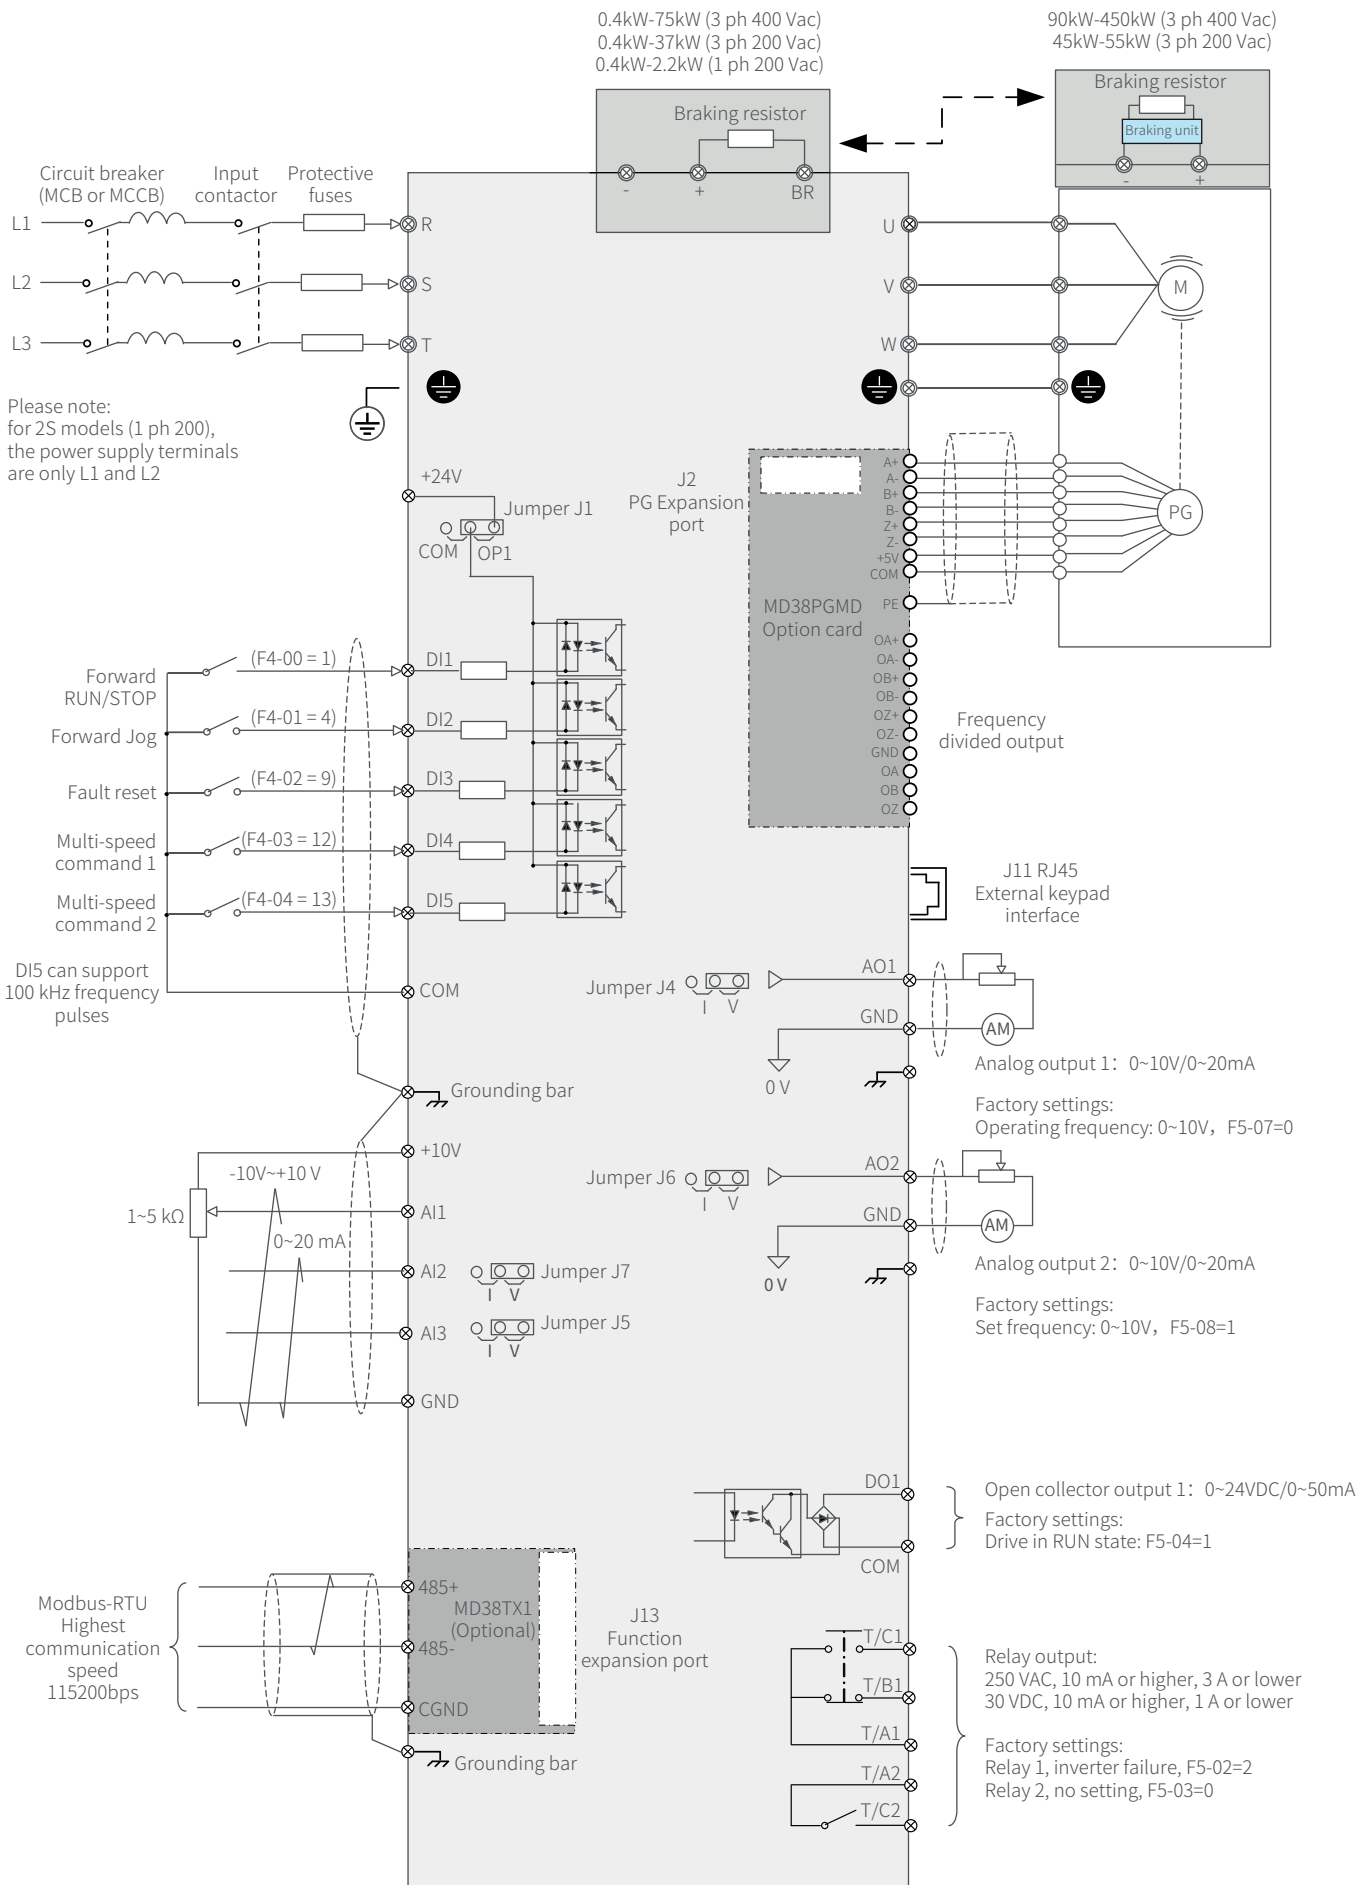 0.4kW-75kW (3 ph 400 Vac)
0.4kW-37kW (3 ph 200 Vac)
0.4kW-2.2kW (1 ph 200 Vac)
90kW-450kW (3 ph 400 Vac)
45kW-55kW (3 ph 200 Vac)
Braking resistor
-
+
BR
Braking resistor
Braking unit
-
+
Circuit breaker
(MCB or MCCB)
Input
contactor
Protective
fuses
L1
R
L2
S
L3
T
U
V
W
M
Please note:
for 2S models (1 ph 200),
the power supply terminals
are only L1 and L2
+24V
Jumper J1
COM
OP1
J2
PG Expansion
port
A+
A-
B+
B-
Z+
Z-
+5V
COM
PE
PG
MD38PGMD
Option card
OA+
OA-
OB+
OB-
OZ+
OZ-
GND
OA
OB
OZ
Frequency
divided output
Forward
RUN/STOP
(F4-00 = 1)
DI1
Forward Jog
(F4-01 = 4)
DI2
Fault reset
(F4-02 = 9)
DI3
Multi-speed
command 1
(F4-03 = 12)
DI4
Multi-speed
command 2
(F4-04 = 13)
DI5
DI5 can support
100 kHz frequency
pulses
COM
J11 RJ45
External keypad
interface
Jumper J4
I
V
AO1
GND
0 V
AM
Analog output 1: 0~10V/0~20mA
Factory settings:
Operating frequency: 0~10V, F5-07=0
Grounding bar
+10V
-10V~+10 V
1~5 kΩ
AI1
0~20 mA
AI2
Jumper J7
I
V
AI3
Jumper J5
I
V
GND
Jumper J6
I
V
AO2
GND
0 V
AM
Analog output 2: 0~10V/0~20mA
Factory settings:
Set frequency: 0~10V, F5-08=1
DO1
COM
Open collector output 1: 0~24VDC/0~50mA
Factory settings:
Drive in RUN state: F5-04=1
Modbus-RTU
Highest
communication
speed
115200bps
485+
MD38TX1
(Optional)
485-
CGND
J13
Function
expansion port
Grounding bar
T/C1
T/B1
T/A1
T/A2
T/C2
Relay output:
250 VAC, 10 mA or higher, 3 A or lower
30 VDC, 10 mA or higher, 1 A or lower
Factory settings:
Relay 1, inverter failure, F5-02=2
Relay 2, no setting, F5-03=0